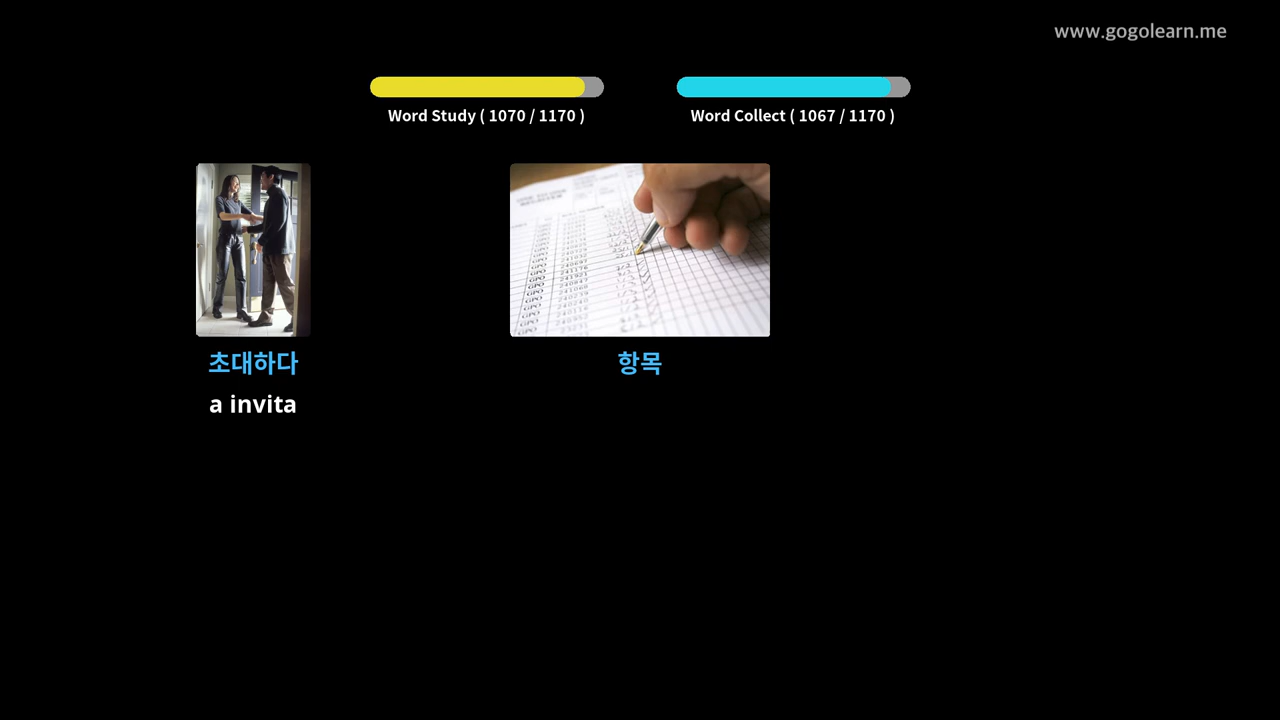 www.gogolearn.me
Word Study ( 1070 / 1170 )
Word Collect ( 1067 / 1170 )
초대하다
a invita
항목